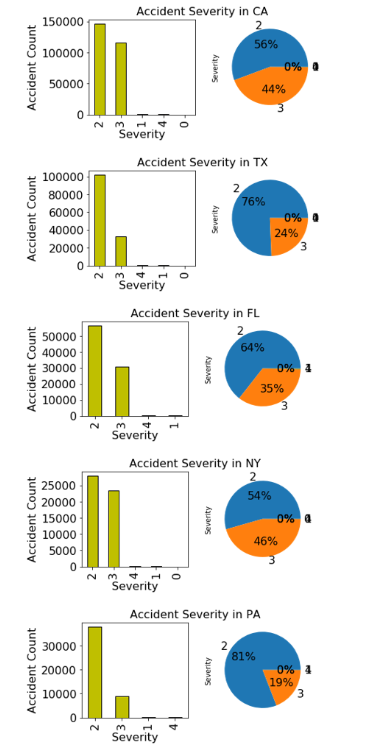 Accident Severity in CA
Accident Count
150000
100000
50000
0
2 3 1 4 0
Severity
Severity
2
56%
44%
3
0%
Accident Severity in TX
Accident Count
100000
80000
60000
40000
20000
0
2 3 4 1 0
Severity
Severity
2
76%
24%
3
0%
Accident Severity in FL
Accident Count
50000
40000
30000
20000
10000
0
2 3 4 1
Severity
Severity
2
64%
35%
3
0%
Accident Severity in NY
Accident Count
25000
20000
15000
10000
5000
0
2 3 4 1 0
Severity
Severity
2
54%
46%
3
0%
Accident Severity in PA
Accident Count
30000
20000
10000
0
2 3 1 4
Severity
Severity
2
81%
19%
3
0%